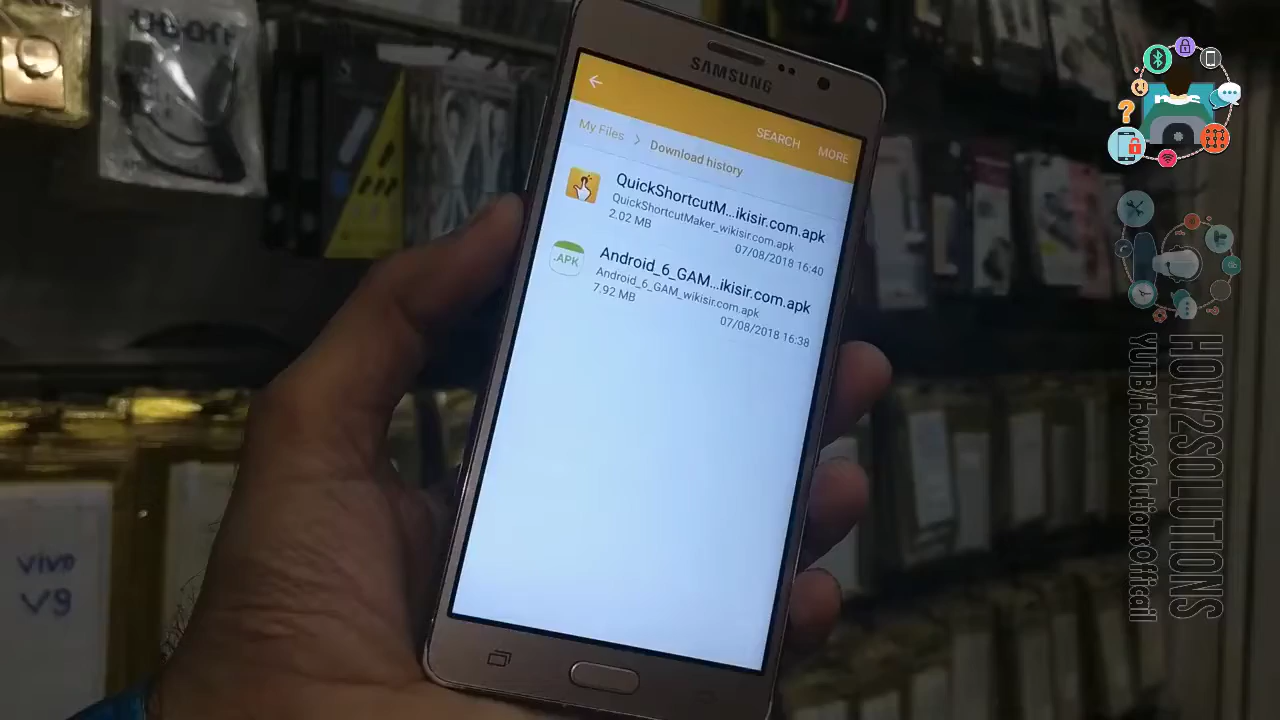 SAMSUNG
SEARCH
MORE
My Files > Download history
QuickShortcutM...ikisir.com.apk
QuickShortcutMaker_wikisir.com.apk
2.02 MB
07/08/2018 16:40
.APK
Android_6_GAM...ikisir.com.apk
Android_6_GAM_wikisir.com.apk
7.92 MB
07/08/2018 16:38
vivo
V9
HOW2SOLUTIONS
YUTB/How2SolutionsOfficail